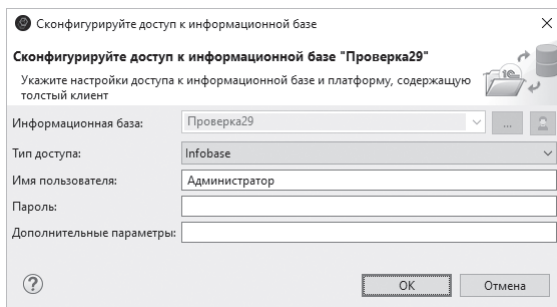 Сконфигурируйте доступ к информационной базе
Сконфигурируйте доступ к информационной базе "Проверка29"
Укажите настройки доступа к информационной базе и платформу, содержащую
толстый клиент
Информационная база: Проверка29 ...
Тип доступа: Infobase
Имя пользователя: Администратор
Пароль:
Дополнительные параметры:
? ОК Отмена